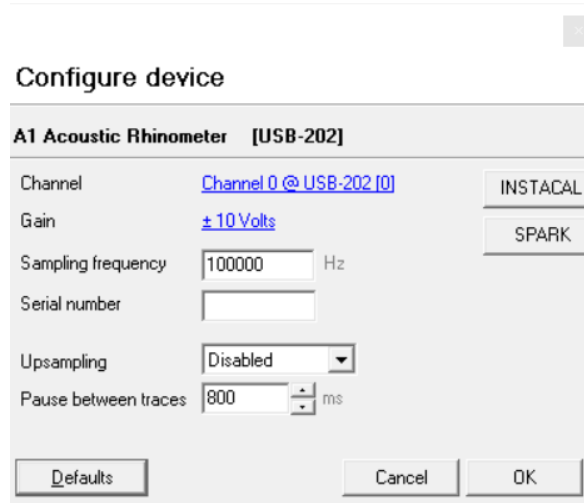 Configure device
A1 Acoustic Rhinometer [USB-202]
Channel Channel 0 @ USB-202 [0] INSTACAL
Gain ± 10 Volts SPARK
Sampling frequency 100000 Hz
Serial number
Upsampling Disabled
Pause between traces 800 ms
Defaults Cancel OK